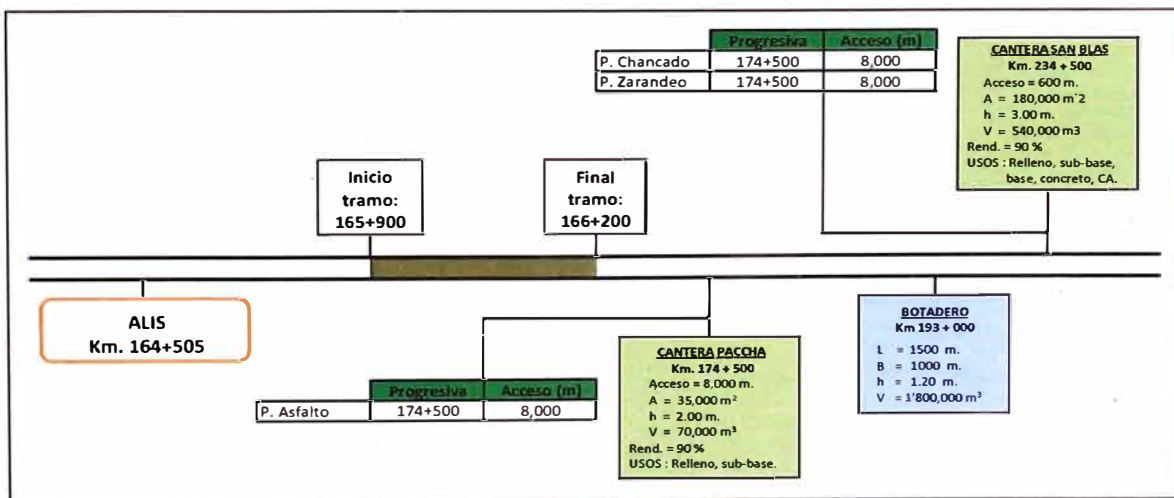 Progresiva Acceso (m)
P. Chancado 174+500 8,000
P. Zarandeo 174+500 8,000
CANTERA SAN BLAS
Km. 234 + 500
Acceso = 600 m.
A = 180,000 m`2
h = 3.00 m.
V = 540,000 m3
Rend. = 90 %
USOS : Relleno, sub-base,
base, concreto, CA.
Inicio
tramo:
165+900
Final
tramo:
166+200
ALIS
Km. 164+505
Progresiva Acceso (m)
P. Asfalto 174+500 8,000
CANTERA PACCHA
Km. 174 + 500
Acceso = 8,000 m.
A = 35,000 m²
h = 2.00 m.
V = 70,000 m³
Rend. = 90 %
USOS : Relleno, sub-base.
BOTADERO
Km 193 + 000
L = 1500 m.
B = 1000 m.
h = 1.20 m.
V = 1'800,000 m³